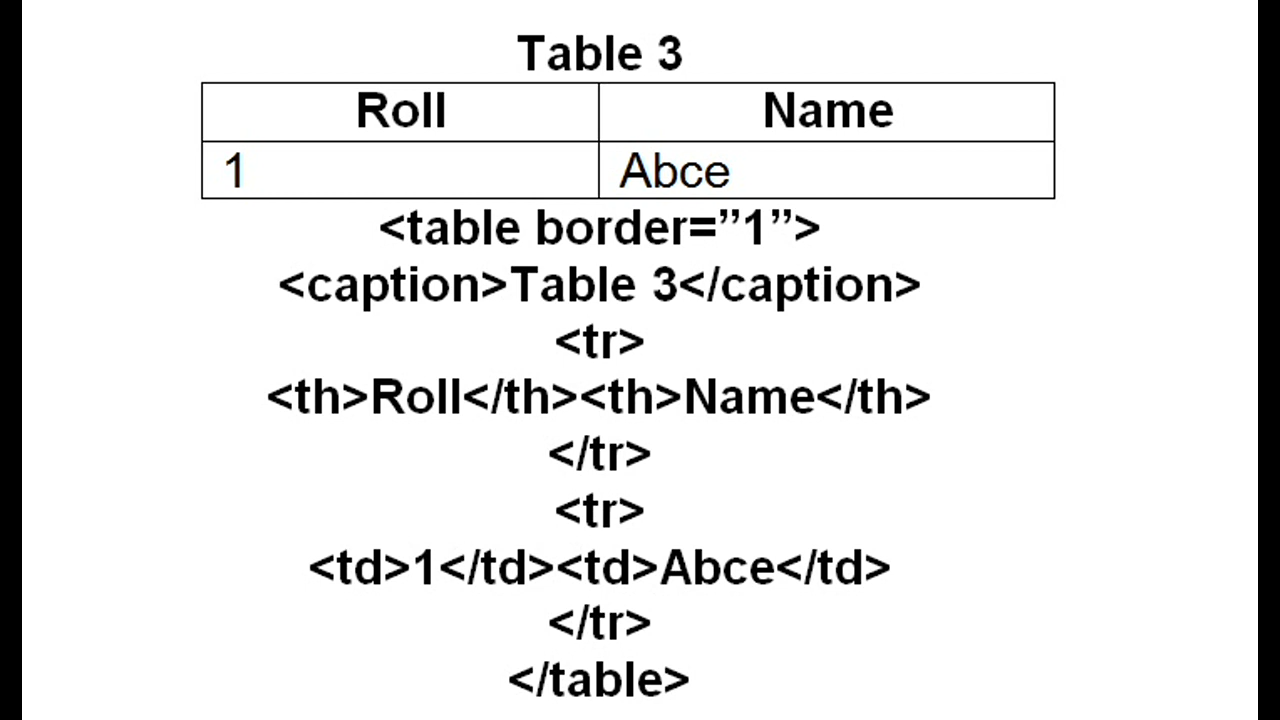 Table 3
Roll Name
1 Abce
<table border=”1”>
<caption>Table 3</caption>
<tr>
<th>Roll</th><th>Name</th>
</tr>
<tr>
<td>1</td><td>Abce</td>
</tr>
</table>